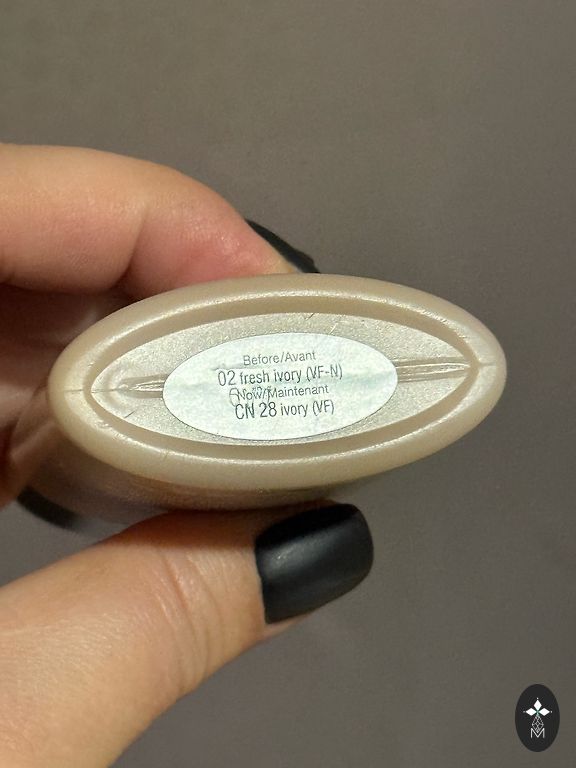 Before/Avant
02 fresh ivory (VF-N)
Now/Maintenant
CN 28 ivory (VF)
M